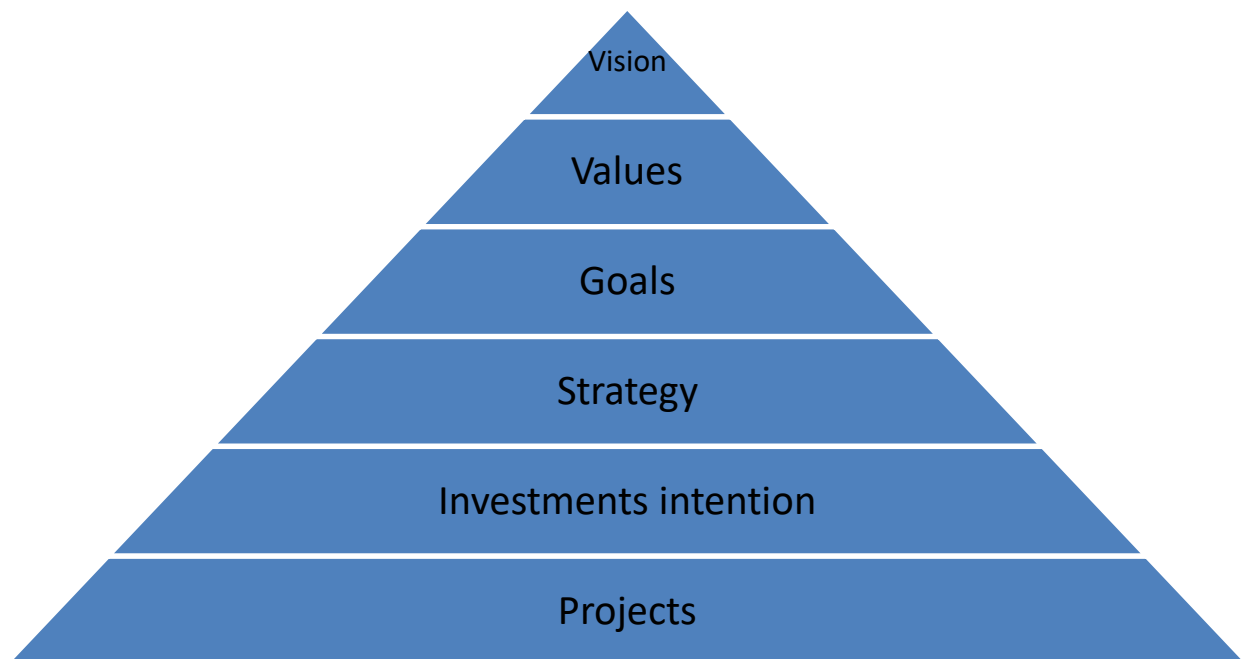 Vision
Values
Goals
Strategy
Investments intention
Projects